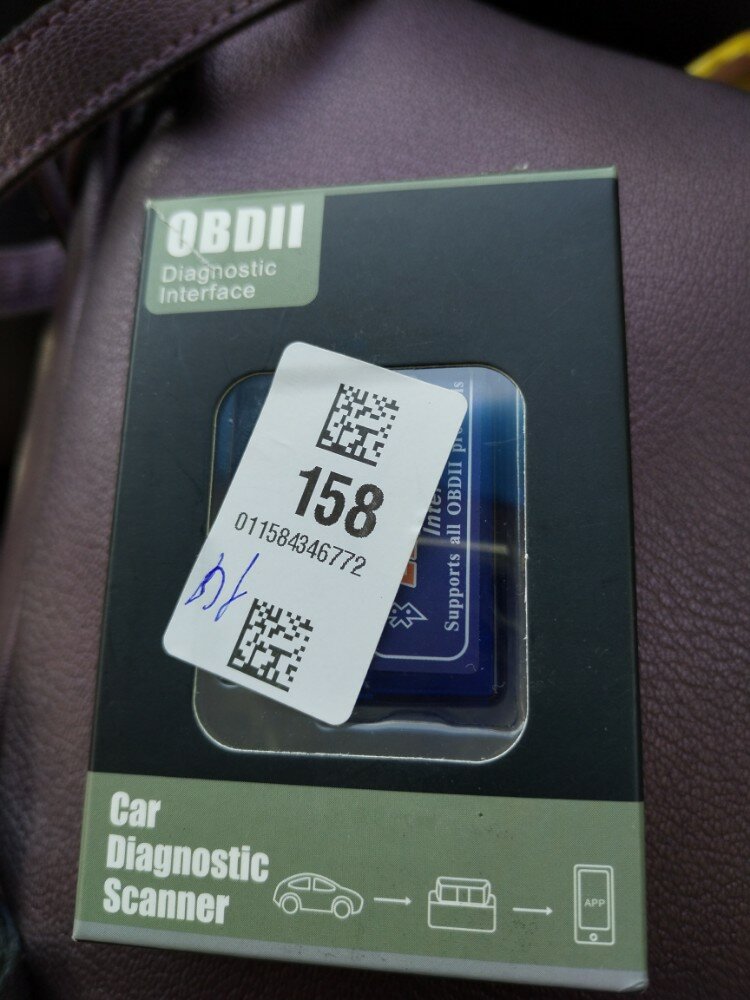 OBDII
Diagnostic
Interface
158
011584346772
Supports all OBDII
Car
Diagnostic
Scanner
APP